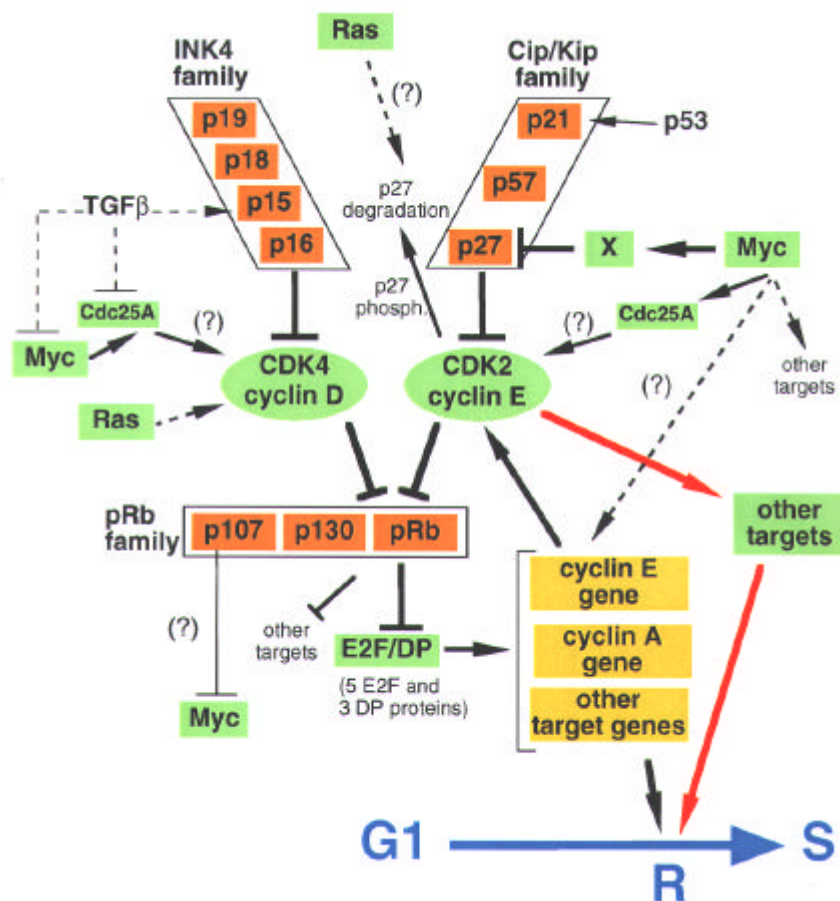 Ras
INK4
family
Cip/Kip
family
(?)
p19
p18
p15
p16
p21
p57
p27
p53
TGFβ
p27
degradation
X
Myc
p27
phosph.
Cdc25A
(?)
Myc
(?)
Cdc25A
other
targets
CDK4
cyclin D
CDK2
cyclin E
(?)
Ras
pRb
family
p107
p130
pRb
other
targets
cyclin E
gene
(?)
other
targets
E2F/DP
cyclin A
gene
(5 E2F and
3 DP proteins)
Myc
other
target genes
G1
S
R